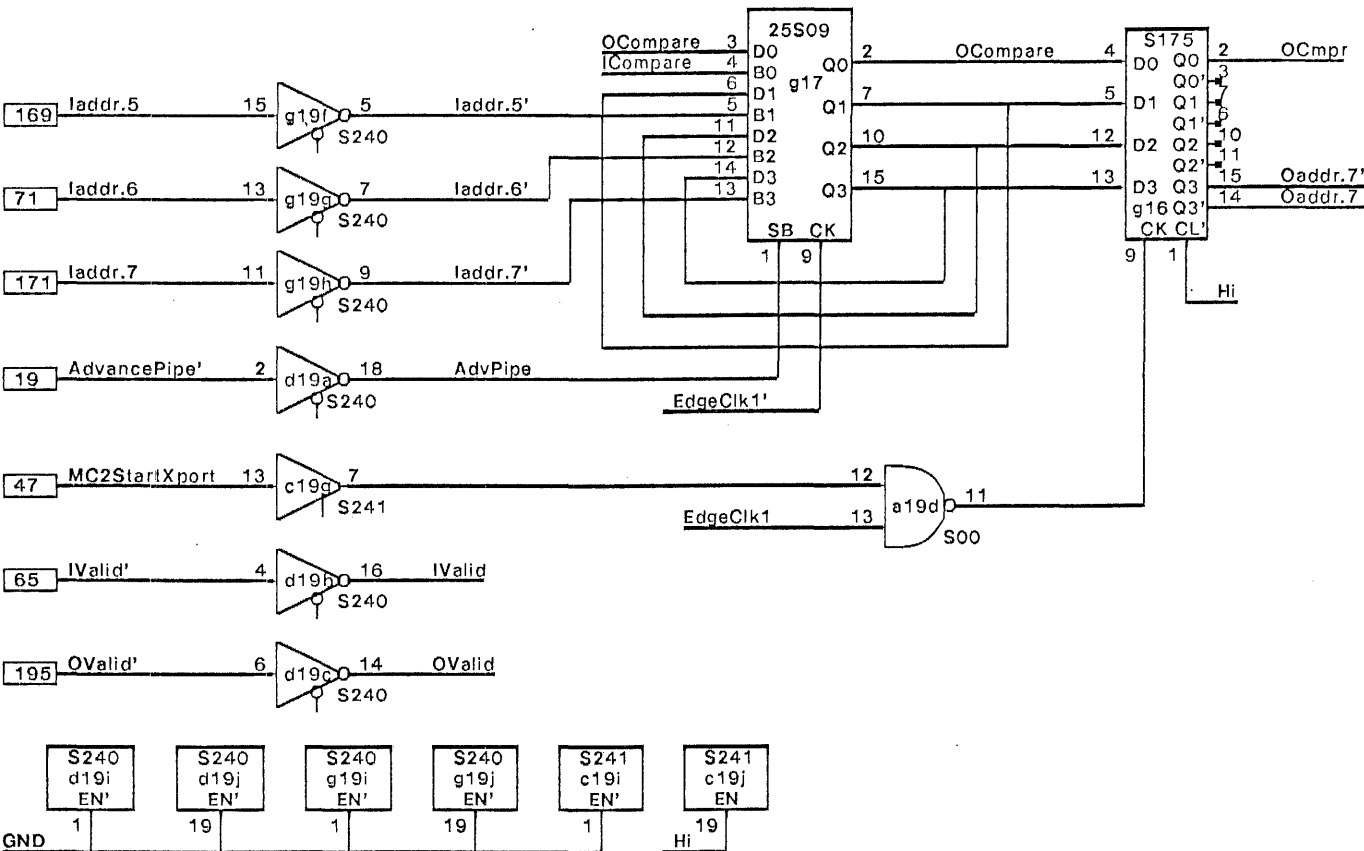 25S09
g17
OCompare 3 D0 Q0 2 OCompare 4
ICompare 4 B0
6 D1 Q1 7 5
5 B1
11 D2 Q2 10 12
12 B2
14 D3 Q3 15 13
13 B3
SB CK
1 9
S175
D0 Q0 2 OCmpr
Q0' 3
D1 Q1 7
Q1' 6
D2 Q2 10
Q2' 11
D3 Q3 15 Oaddr.7'
g16 Q3' 14 Oaddr.7
CK CL'
9 1
Hi
169 Iaddr.5 15 g19f 5 Iaddr.5'
S240
71 Iaddr.6 13 g19g 7 Iaddr.6'
S240
171 Iaddr.7 11 g19h 9 Iaddr.7'
S240
19 AdvancePipe' 2 d19a 18 AdvPipe
S240
EdgeClk1'
47 MC2StartXport 13 c19g 7 12
S241
EdgeClk1 13 a19d 11
S00
65 IValid' 4 d19b 16 IValid
S240
195 OValid' 6 d19c 14 OValid
S240
S240 S240 S240 S240 S241 S241
d19i d19j g19i g19j c19i c19j
EN' EN' EN' EN' EN' EN
1 19 1 19 1 19
GND Hi